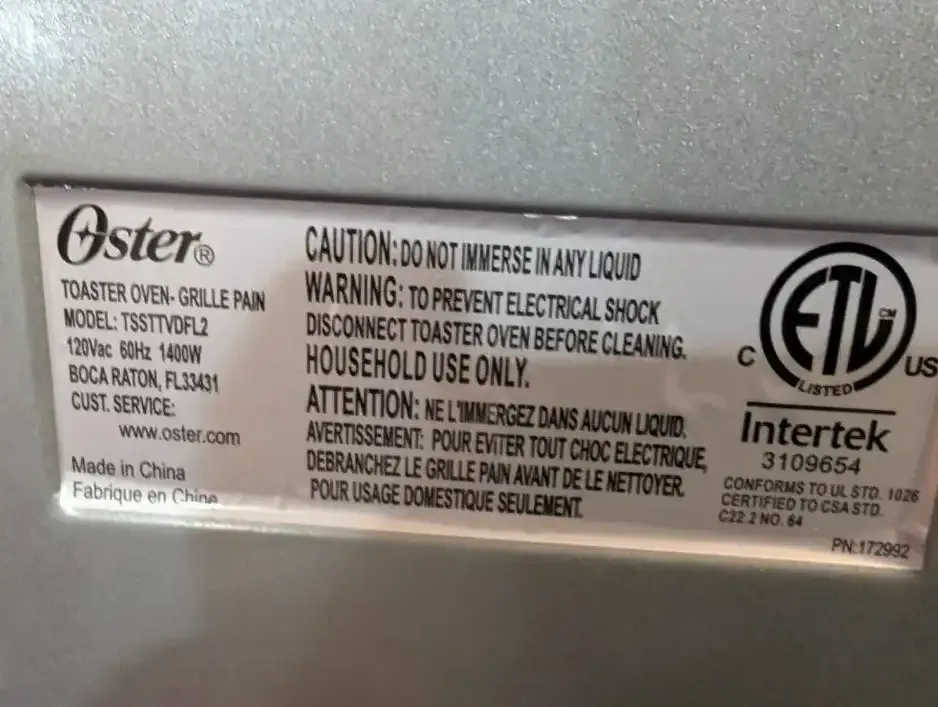 Oster®
TOASTER OVEN- GRILLE PAIN
MODEL: TSSTTVDFL2
120Vac 60Hz 1400W
BOCA RATON, FL33431
CUST. SERVICE:
www.oster.com
Made in China
Fabrique en Chine
CAUTION: DO NOT IMMERSE IN ANY LIQUID
WARNING: TO PREVENT ELECTRICAL SHOCK
DISCONNECT TOASTER OVEN BEFORE CLEANING.
HOUSEHOLD USE ONLY.
ATTENTION: NE L'IMMERGEZ DANS AUCUN LIQUID.
AVERTISSEMENT: POUR EVITER TOUT CHOC ELECTRIQUE,
DEBRANCHEZ LE GRILLE PAIN AVANT DE LE NETTOYER.
POUR USAGE DOMESTIQUE SEULEMENT.
ETL CM
C US
LISTED
Intertek
3109654
CONFORMS TO UL STD. 1026
CERTIFIED TO CSA STD.
C22.2 NO. 64
PN:172992